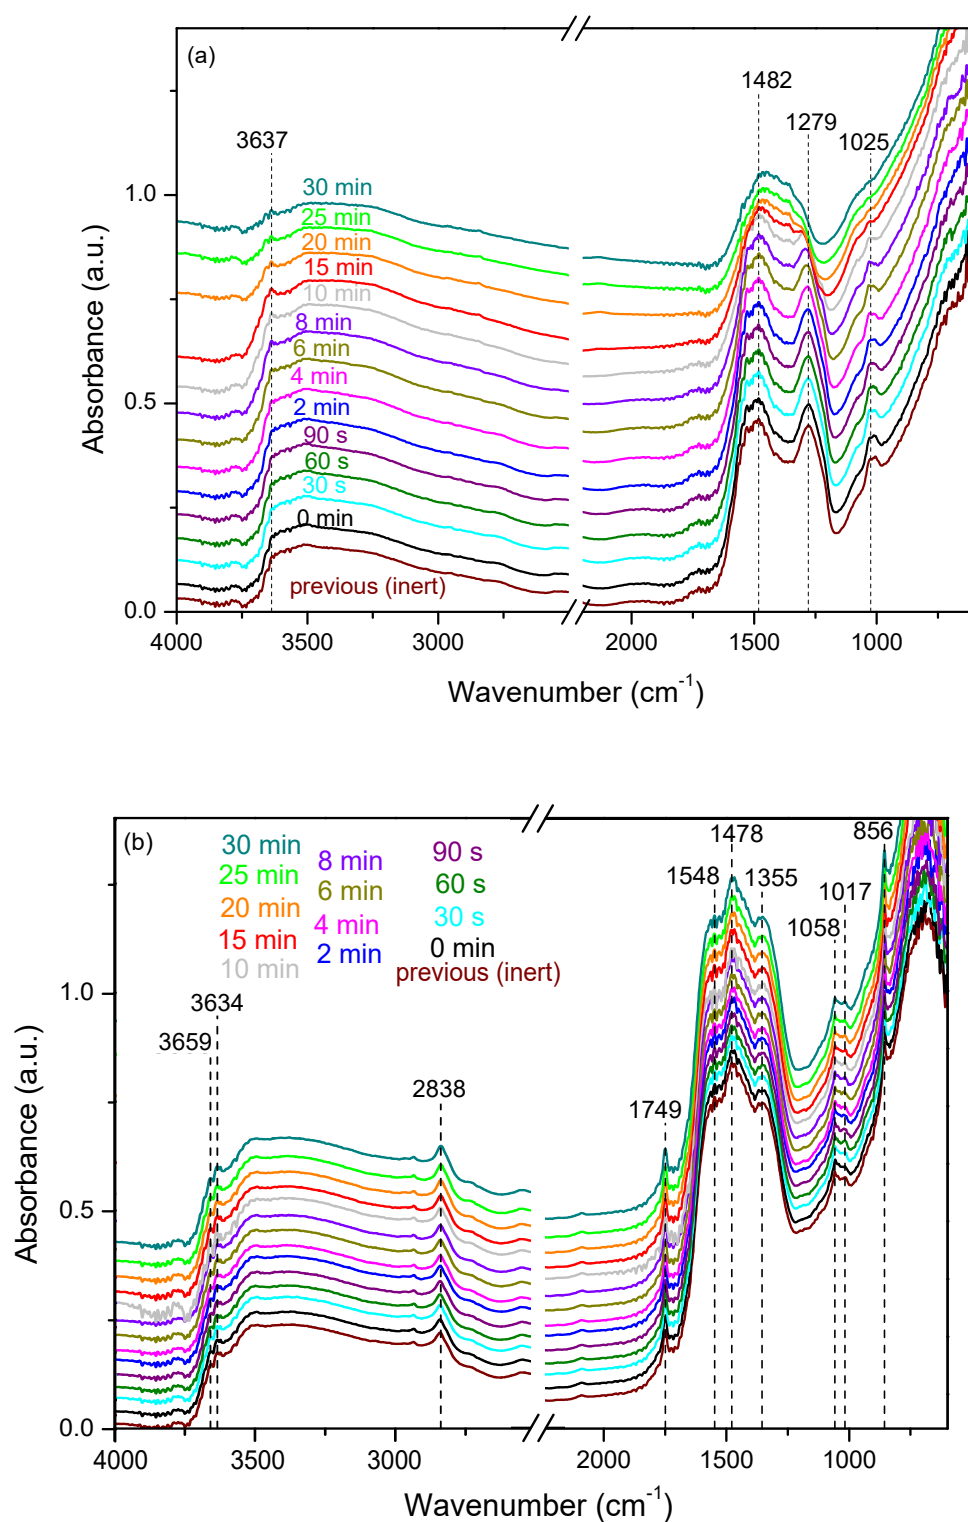 (a)
1482
1279
1025
3637
30 min
25 min
20 min
15 min
10 min
8 min
6 min
4 min
2 min
90 s
60 s
30 s
0 min
previous (inert)
1.0
0.5
0.0
Absorbance (a.u.)
4000 3500 3000 2000 1500 1000
Wavenumber (cm⁻¹)
(b)
30 min
25 min
20 min
15 min
10 min
8 min
6 min
4 min
2 min
90 s
60 s
30 s
0 min
previous (inert)
1478
856
1548
1355
1017
1058
3634
3659
2838
1749
1.0
0.5
0.0
Absorbance (a.u.)
4000 3500 3000 2000 1500 1000
Wavenumber (cm⁻¹)